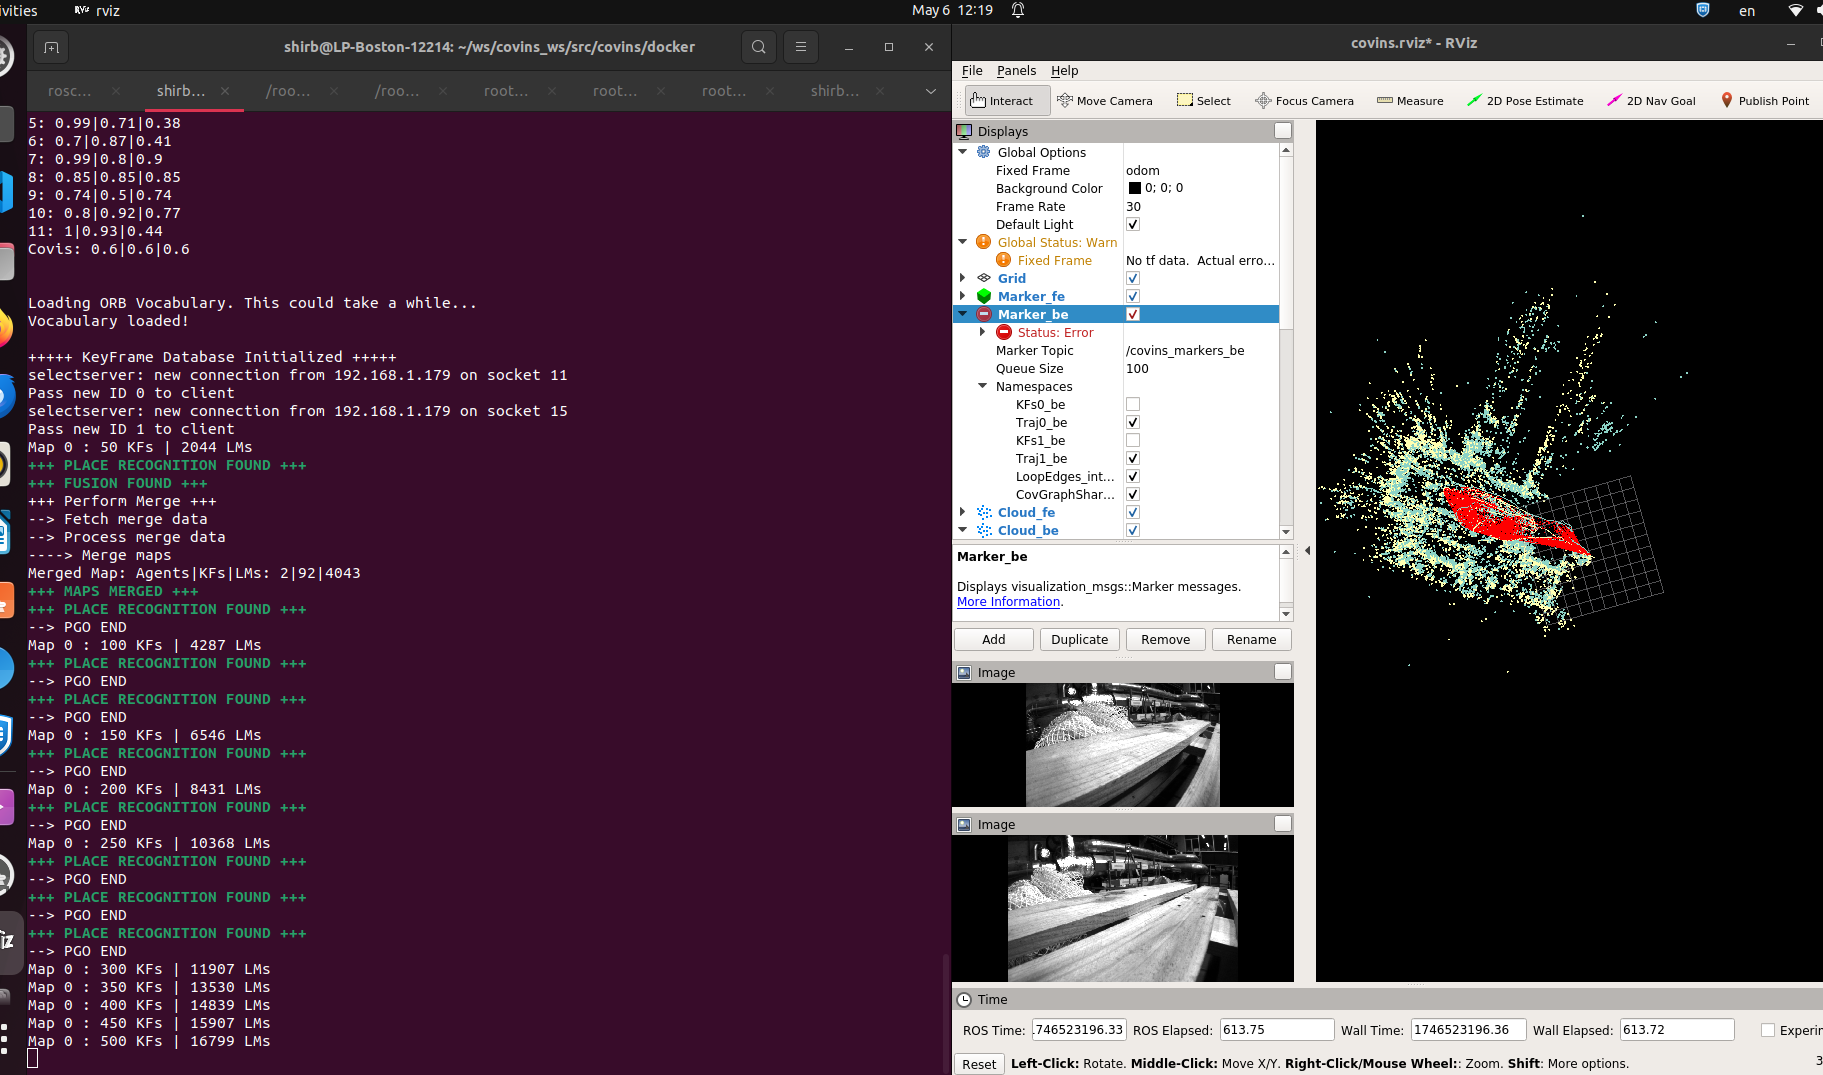 ivities
rviz
May 6 12:19
en
shirb@LP-Boston-12214: ~/ws/covins_ws/src/covins/docker
rosc...
shirb...
/roo...
/roo...
root...
root...
root...
shirb...
5: 0.99|0.71|0.38
6: 0.7|0.87|0.41
7: 0.99|0.8|0.9
8: 0.85|0.85|0.85
9: 0.74|0.5|0.74
10: 0.8|0.92|0.77
11: 1|0.93|0.44
Covis: 0.6|0.6|0.6
Loading ORB Vocabulary. This could take a while...
Vocabulary loaded!
+++++ KeyFrame Database Initialized +++++
selectserver: new connection from 192.168.1.179 on socket 11
Pass new ID 0 to client
selectserver: new connection from 192.168.1.179 on socket 15
Pass new ID 1 to client
Map 0 : 50 KFs | 2044 LMs
+++ PLACE RECOGNITION FOUND +++
+++ FUSION FOUND +++
+++ Perform Merge +++
--> Fetch merge data
--> Process merge data
----> Merge maps
Merged Map: Agents|KFs|LMs: 2|92|4043
+++ MAPS MERGED +++
+++ PLACE RECOGNITION FOUND +++
--> PGO END
Map 0 : 100 KFs | 4287 LMs
+++ PLACE RECOGNITION FOUND +++
--> PGO END
+++ PLACE RECOGNITION FOUND +++
--> PGO END
Map 0 : 150 KFs | 6546 LMs
+++ PLACE RECOGNITION FOUND +++
--> PGO END
Map 0 : 200 KFs | 8431 LMs
+++ PLACE RECOGNITION FOUND +++
--> PGO END
Map 0 : 250 KFs | 10368 LMs
+++ PLACE RECOGNITION FOUND +++
--> PGO END
+++ PLACE RECOGNITION FOUND +++
--> PGO END
+++ PLACE RECOGNITION FOUND +++
--> PGO END
Map 0 : 300 KFs | 11907 LMs
Map 0 : 350 KFs | 13530 LMs
Map 0 : 400 KFs | 14839 LMs
Map 0 : 450 KFs | 15907 LMs
Map 0 : 500 KFs | 16799 LMs
covins.rviz* - RViz
File Panels Help
Interact Move Camera Select Focus Camera Measure 2D Pose Estimate 2D Nav Goal Publish Point
Displays
Global Options
Fixed Frame odom
Background Color 0; 0; 0
Frame Rate 30
Default Light
Global Status: Warn
Fixed Frame No tf data. Actual erro...
Grid
Marker_fe
Marker_be
Status: Error
Marker Topic /covins_markers_be
Queue Size 100
Namespaces
KFs0_be
Traj0_be
KFs1_be
Traj1_be
LoopEdges_int...
CovGraphShar...
Cloud_fe
Cloud_be
Marker_be
Displays visualization_msgs::Marker messages.
More Information.
Add Duplicate Remove Rename
Image
Image
Time
ROS Time: .746523196.33 ROS Elapsed: 613.75 Wall Time: 1746523196.36 Wall Elapsed: 613.72 Experir
Reset Left-Click: Rotate. Middle-Click: Move X/Y. Right-Click/Mouse Wheel:: Zoom. Shift: More options. 3